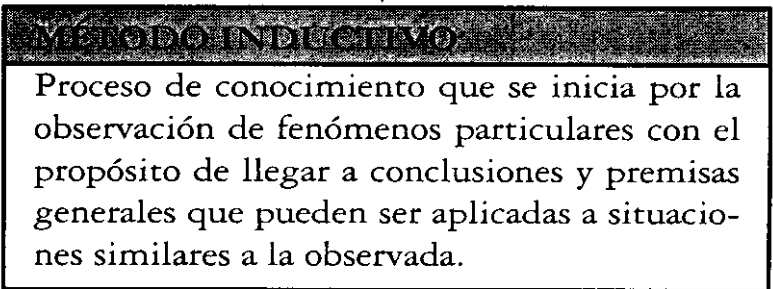 MÉTODO INDUCTIVO
Proceso de conocimiento que se inicia por la
observación de fenómenos particulares con el
propósito de llegar a conclusiones y premisas
generales que pueden ser aplicadas a situacio-
nes similares a la observada.